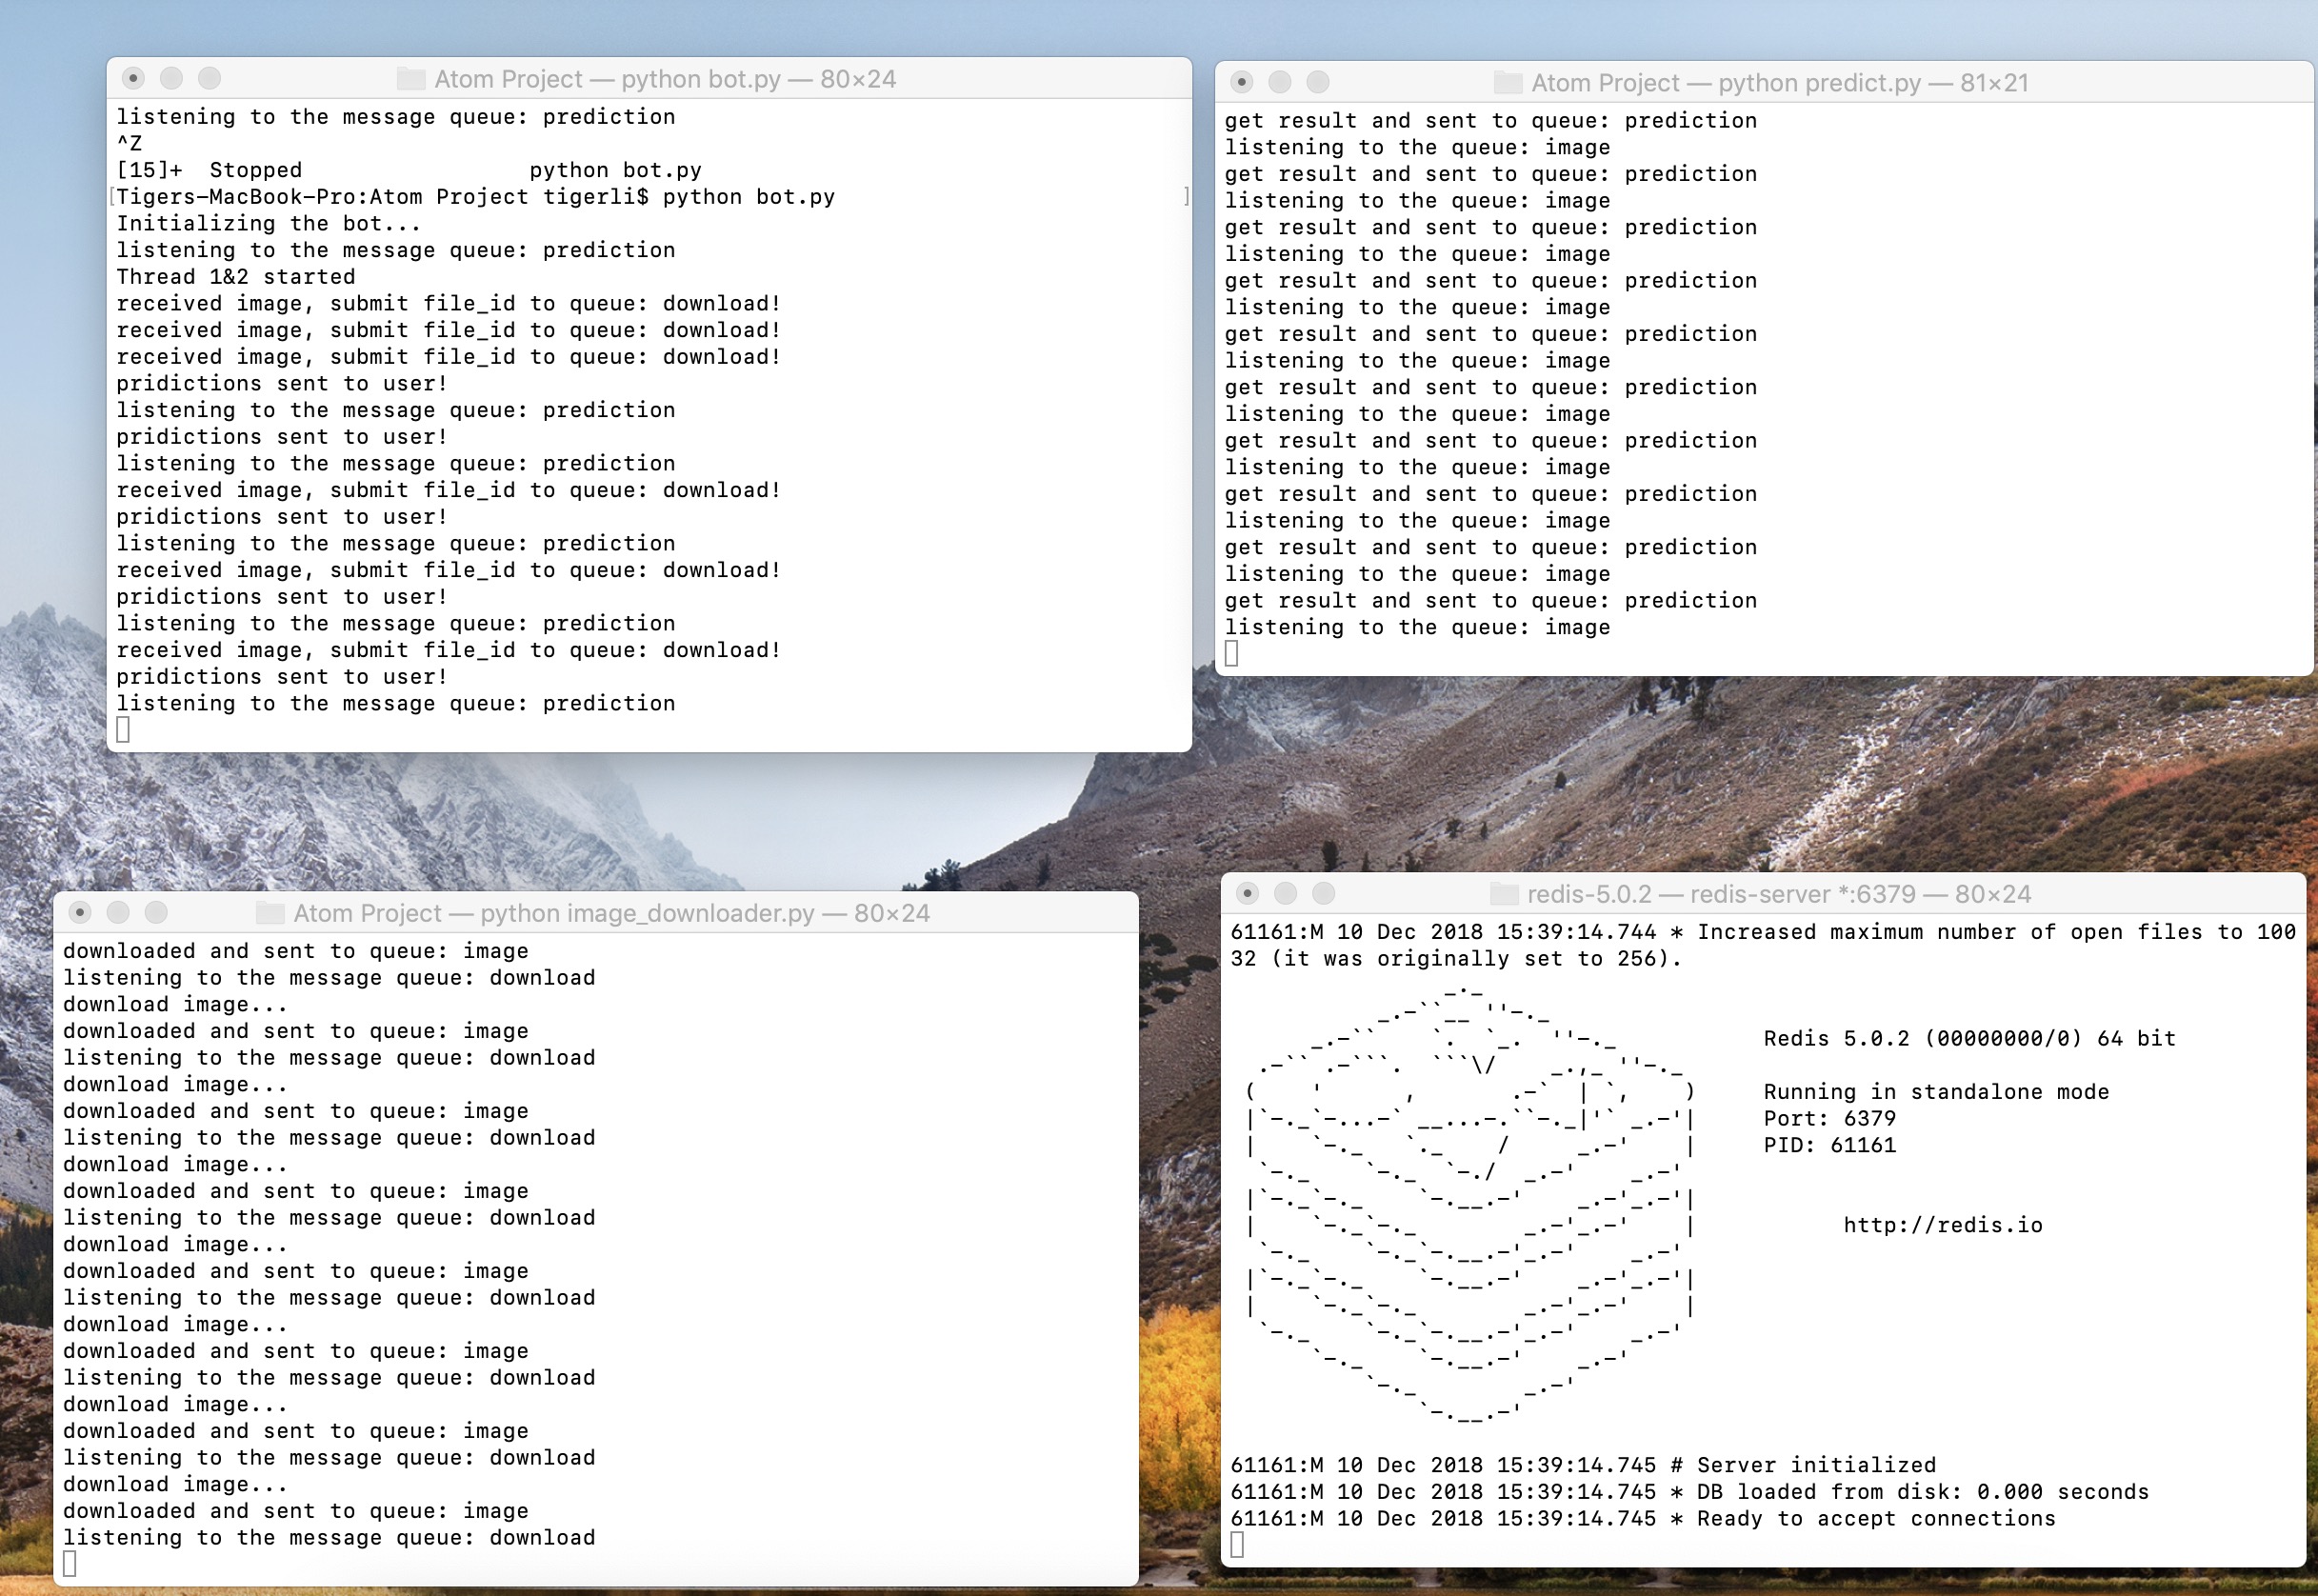 Atom Project — python bot.py — 80×24
listening to the message queue: prediction
^Z
[15]+  Stopped                 python bot.py
[Tigers-MacBook-Pro:Atom Project tigerli$ python bot.py                          ]
Initializing the bot...
listening to the message queue: prediction
Thread 1&2 started
received image, submit file_id to queue: download!
received image, submit file_id to queue: download!
received image, submit file_id to queue: download!
pridictions sent to user!
listening to the message queue: prediction
pridictions sent to user!
listening to the message queue: prediction
received image, submit file_id to queue: download!
pridictions sent to user!
listening to the message queue: prediction
received image, submit file_id to queue: download!
pridictions sent to user!
listening to the message queue: prediction
received image, submit file_id to queue: download!
pridictions sent to user!
listening to the message queue: prediction
Atom Project — python predict.py — 81×21
get result and sent to queue: prediction
listening to the queue: image
get result and sent to queue: prediction
listening to the queue: image
get result and sent to queue: prediction
listening to the queue: image
get result and sent to queue: prediction
listening to the queue: image
get result and sent to queue: prediction
listening to the queue: image
get result and sent to queue: prediction
listening to the queue: image
get result and sent to queue: prediction
listening to the queue: image
get result and sent to queue: prediction
listening to the queue: image
get result and sent to queue: prediction
listening to the queue: image
get result and sent to queue: prediction
listening to the queue: image
Atom Project — python image_downloader.py — 80×24
downloaded and sent to queue: image
listening to the message queue: download
download image...
downloaded and sent to queue: image
listening to the message queue: download
download image...
downloaded and sent to queue: image
listening to the message queue: download
download image...
downloaded and sent to queue: image
listening to the message queue: download
download image...
downloaded and sent to queue: image
listening to the message queue: download
download image...
downloaded and sent to queue: image
listening to the message queue: download
download image...
downloaded and sent to queue: image
listening to the message queue: download
download image...
downloaded and sent to queue: image
listening to the message queue: download
redis-5.0.2 — redis-server *:6379 — 80×24
61161:M 10 Dec 2018 15:39:14.744 * Increased maximum number of open files to 100
32 (it was originally set to 256).
Redis 5.0.2 (00000000/0) 64 bit
Running in standalone mode
Port: 6379
PID: 61161
http://redis.io
61161:M 10 Dec 2018 15:39:14.745 # Server initialized
61161:M 10 Dec 2018 15:39:14.745 * DB loaded from disk: 0.000 seconds
61161:M 10 Dec 2018 15:39:14.745 * Ready to accept connections